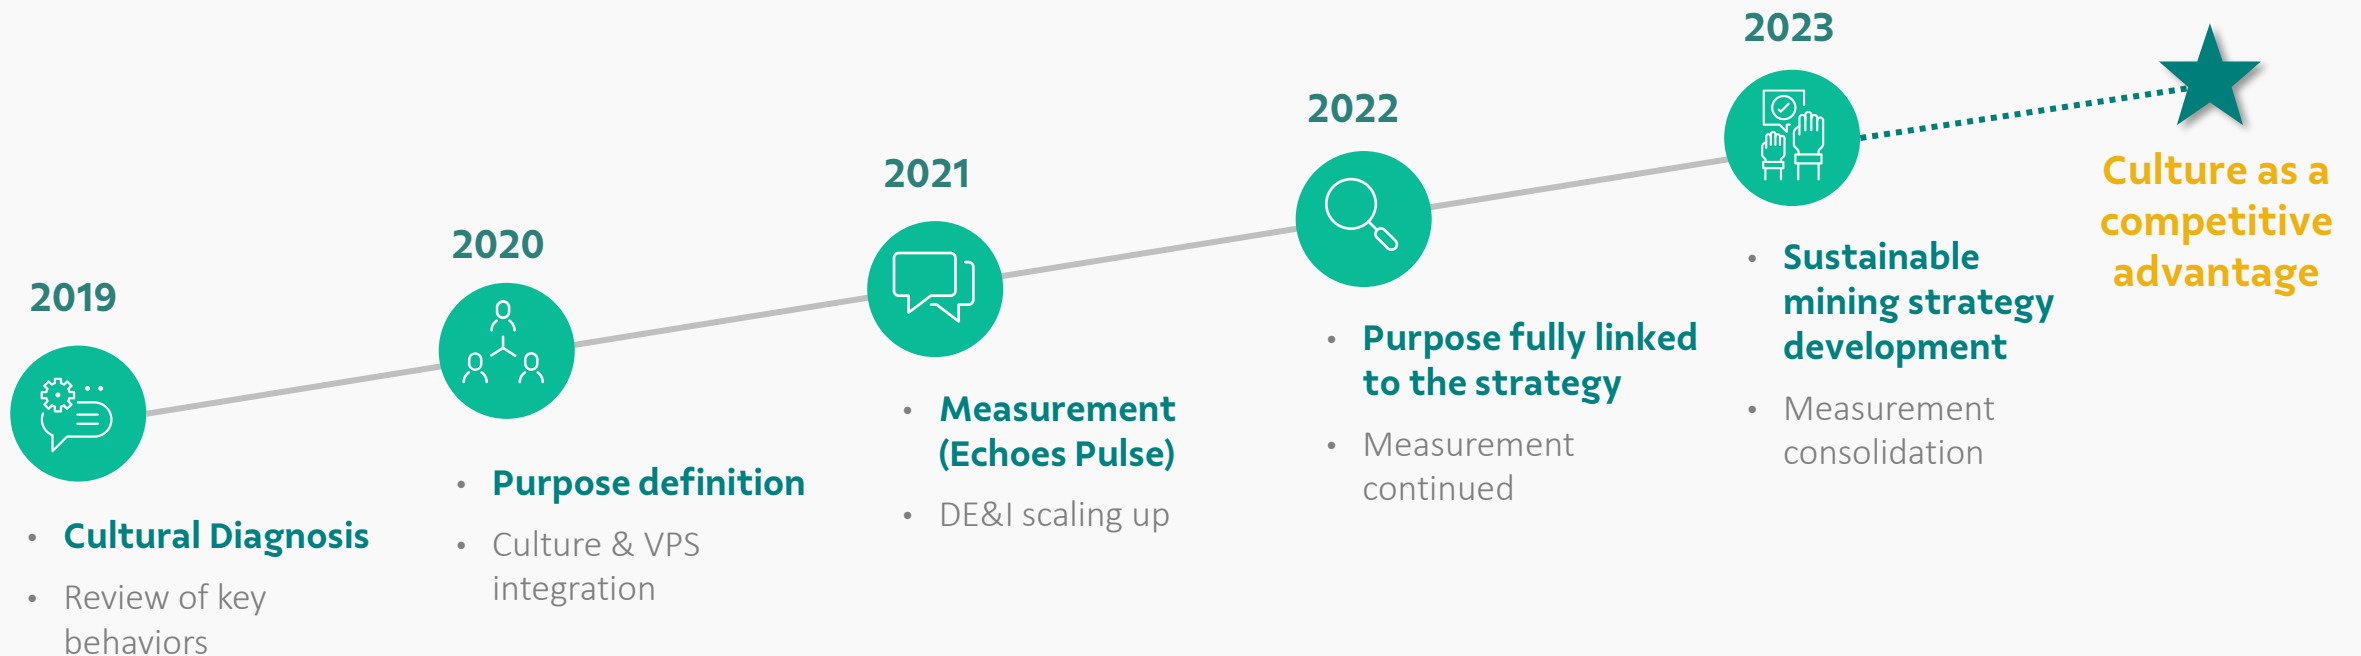 2019
• Cultural Diagnosis
• Review of key
behaviors
2020
• Purpose definition
• Culture & VPS
integration
2021
• Measurement
(Echoes Pulse)
• DE&I scaling up
2022
• Purpose fully linked
to the strategy
• Measurement
continued
2023
• Sustainable
mining strategy
development
• Measurement
consolidation
Culture as a
competitive
advantage